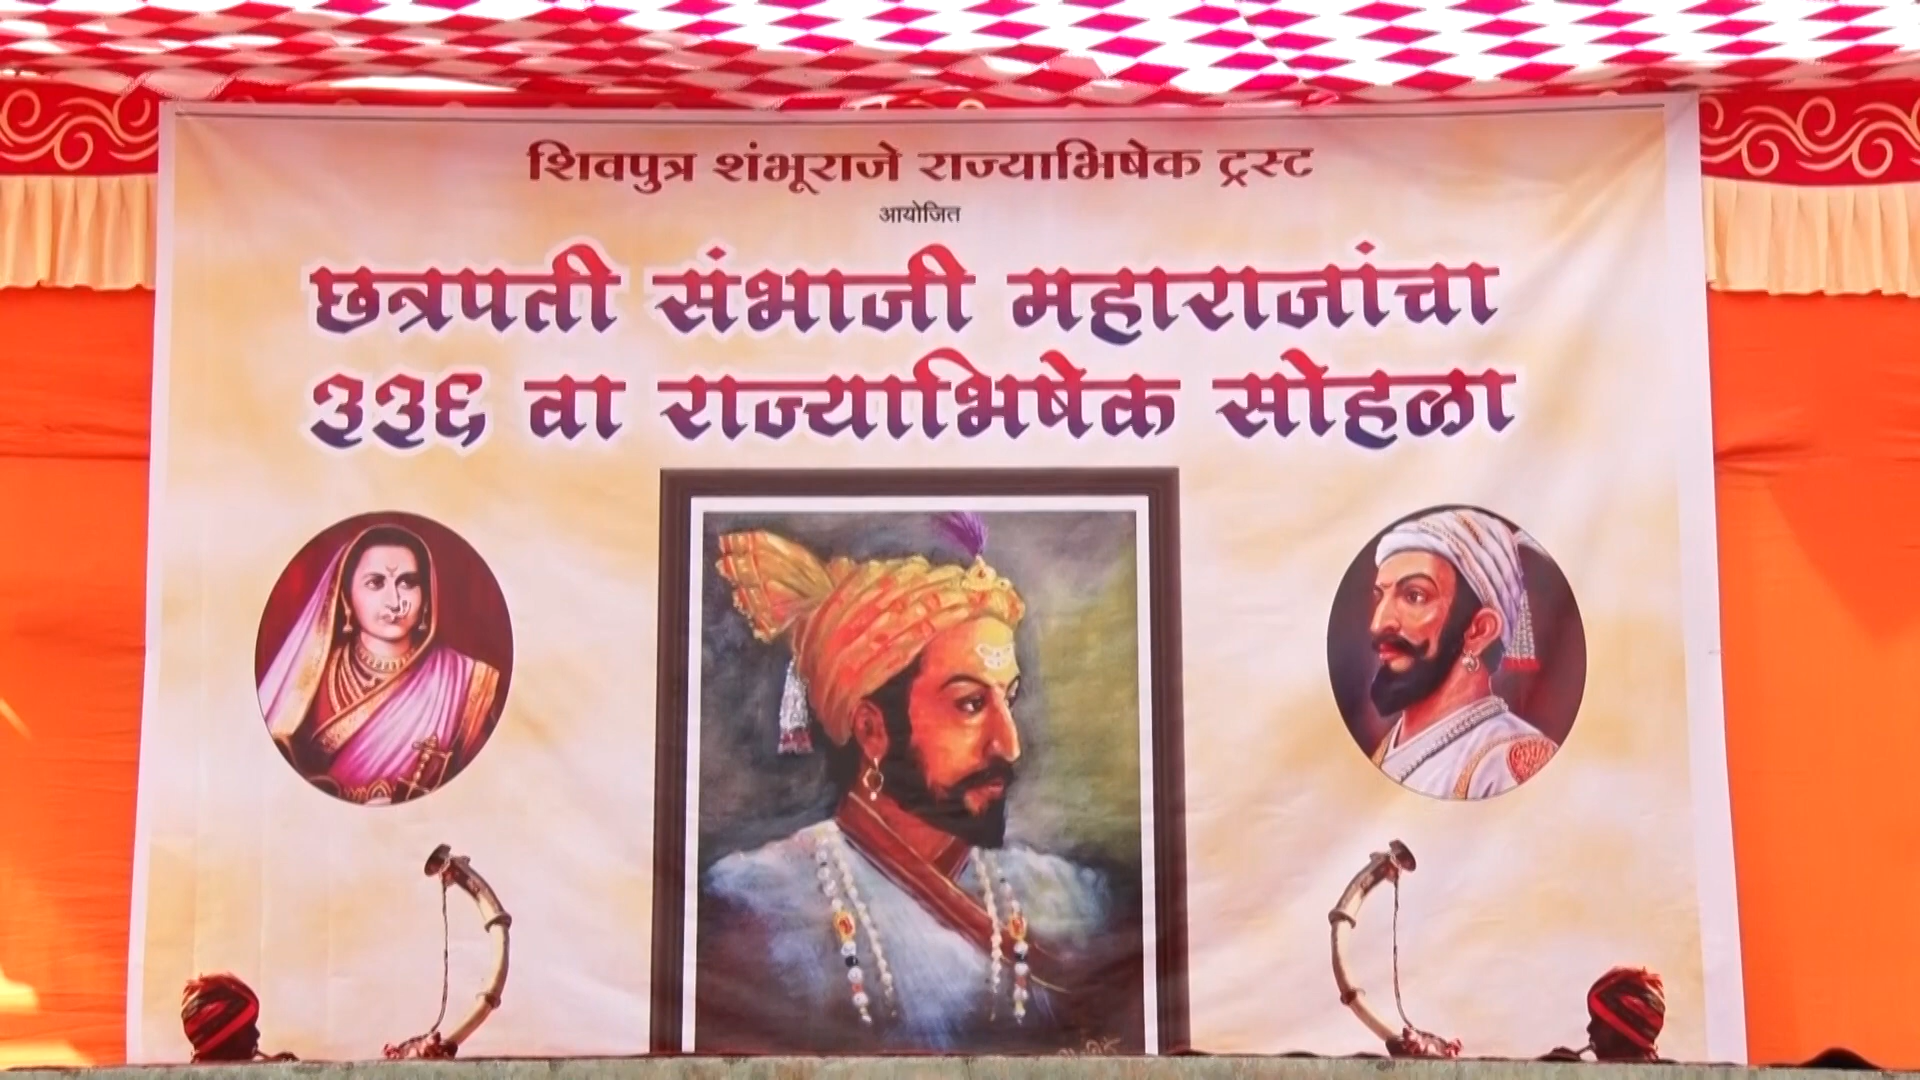 शिवपुत्र शंभूराजे राज्याभिषेक ट्रस्ट
आयोजित
छत्रपती संभाजी महाराजांचा
३३६ वा राज्याभिषेक सोहळा